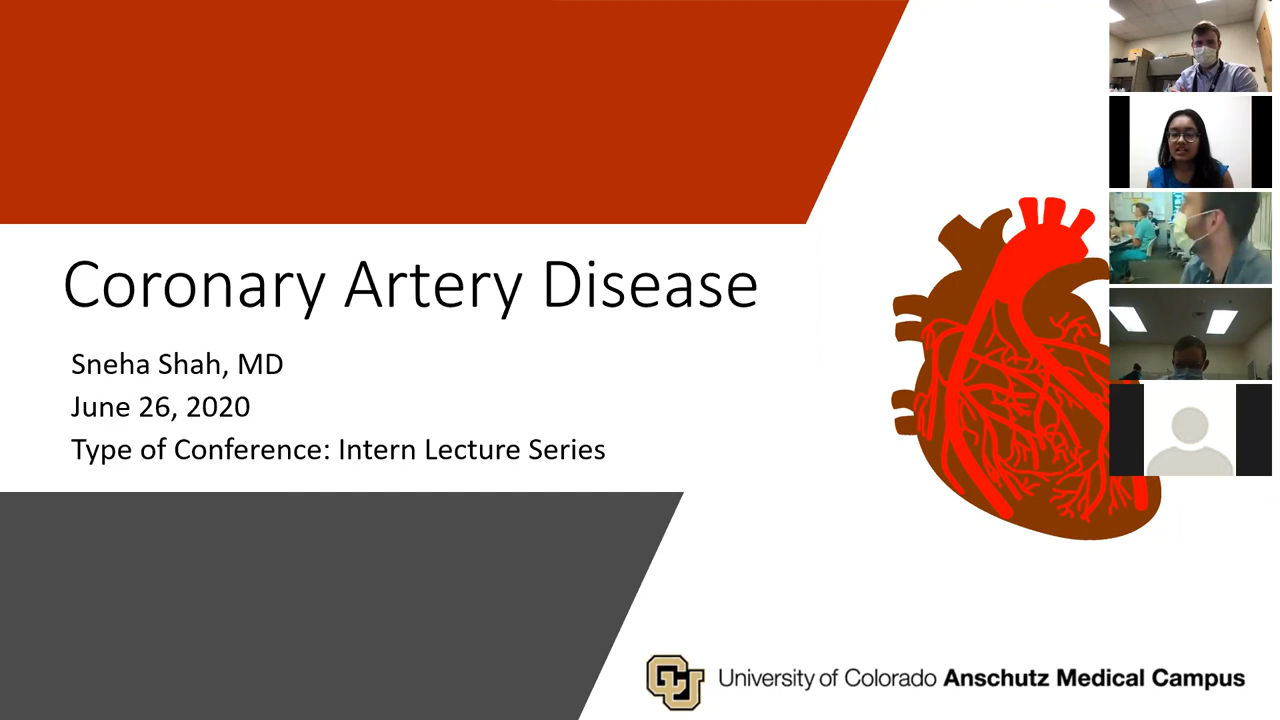 Coronary Artery Disease
Sneha Shah, MD
June 26, 2020
Type of Conference: Intern Lecture Series
CU University of Colorado Anschutz Medical Campus